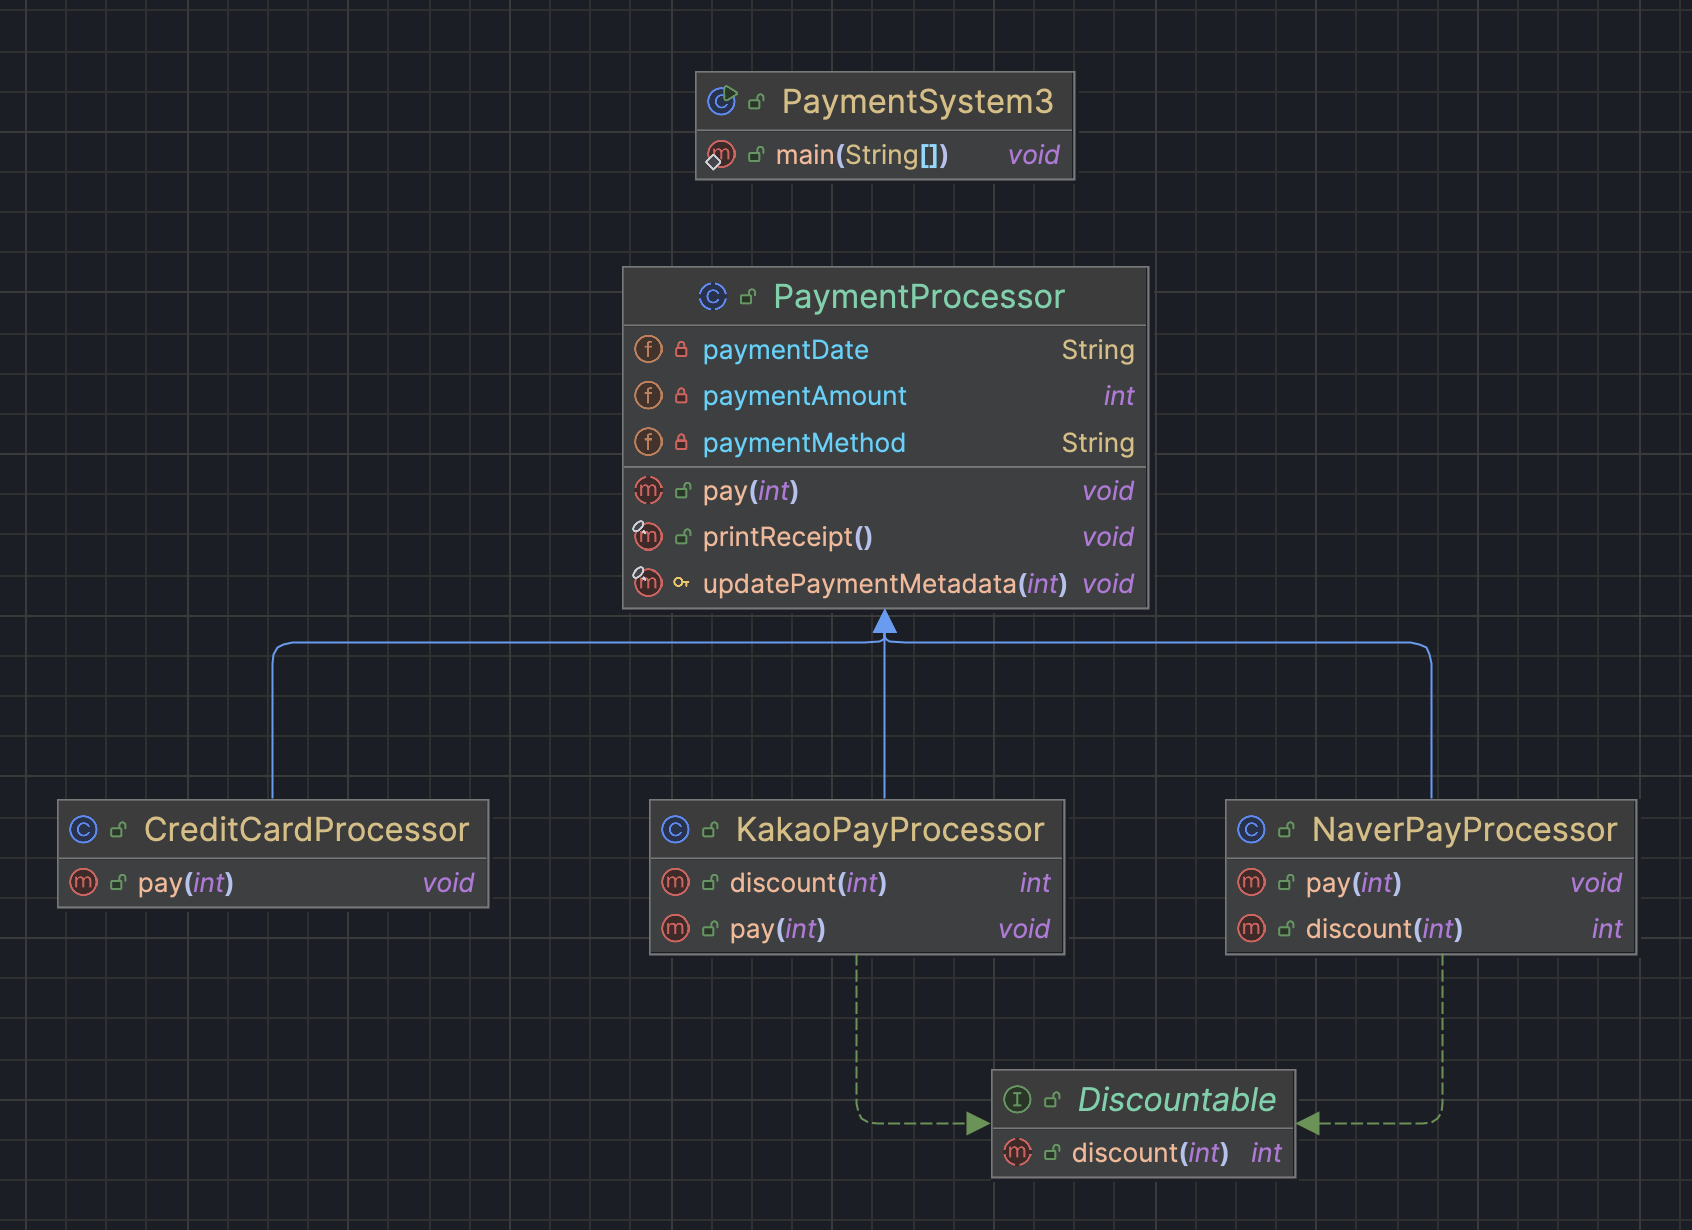 PaymentSystem3
main(String[]) void
PaymentProcessor
paymentDate String
paymentAmount int
paymentMethod String
pay(int) void
printReceipt() void
updatePaymentMetadata(int) void
CreditCardProcessor
pay(int) void
KakaoPayProcessor
discount(int) int
pay(int) void
NaverPayProcessor
pay(int) void
discount(int) int
Discountable
discount(int) int